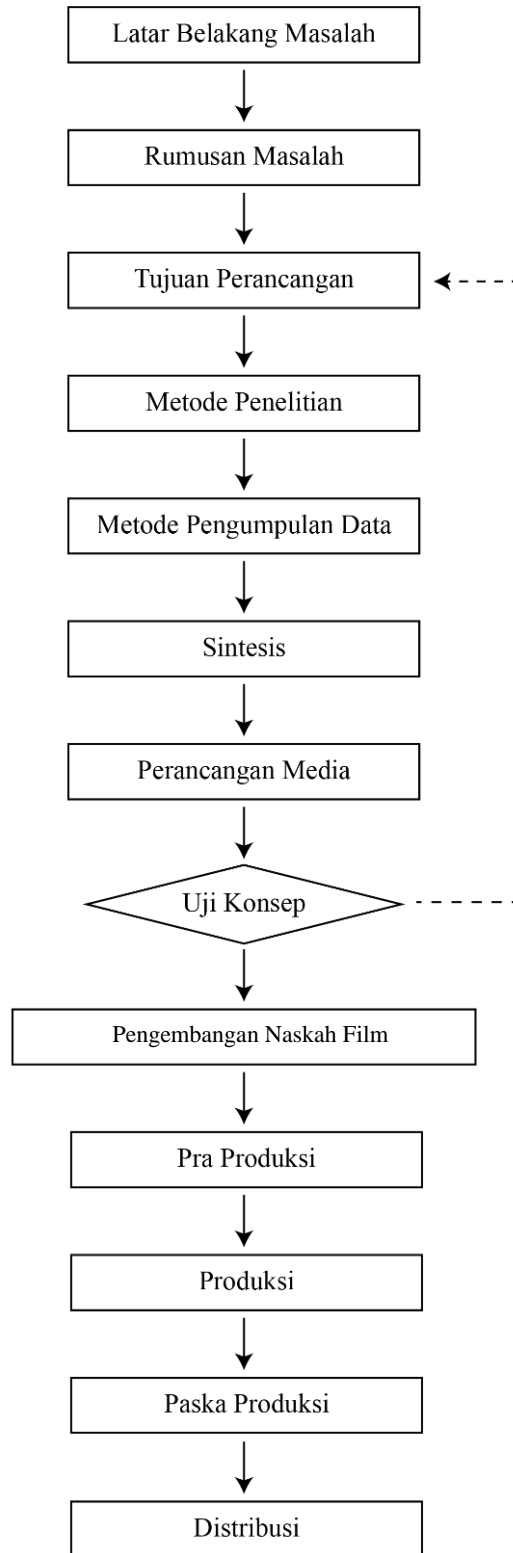 Latar Belakang Masalah
Rumusan Masalah
Tujuan Perancangan
Metode Penelitian
Metode Pengumpulan Data
Sintesis
Perancangan Media
Uji Konsep
Pengembangan Naskah Film
Pra Produksi
Produksi
Paska Produksi
Distribusi